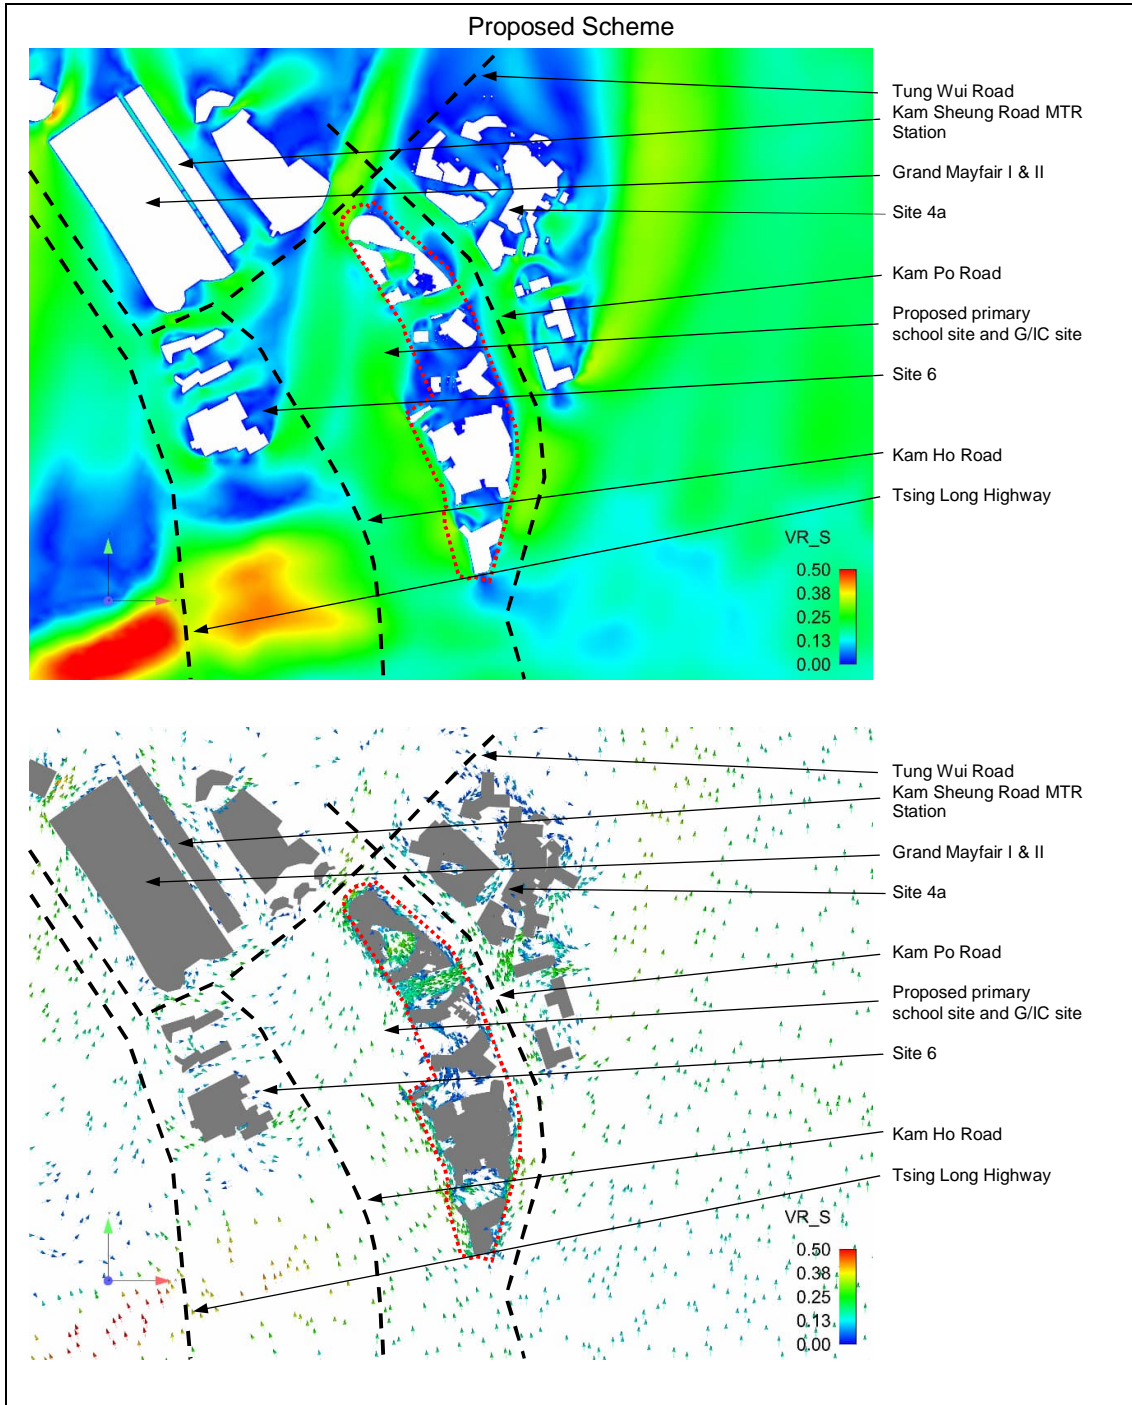 Proposed Scheme
Tung Wui Road
Kam Sheung Road MTR
Station
Grand Mayfair I & II
Site 4a
Kam Po Road
Proposed primary
school site and G/IC site
Site 6
Kam Ho Road
Tsing Long Highway
VR_S
0.50
0.38
0.25
0.13
0.00
Tung Wui Road
Kam Sheung Road MTR
Station
Grand Mayfair I & II
Site 4a
Kam Po Road
Proposed primary
school site and G/IC site
Site 6
Kam Ho Road
Tsing Long Highway
VR_S
0.50
0.38
0.25
0.13
0.00